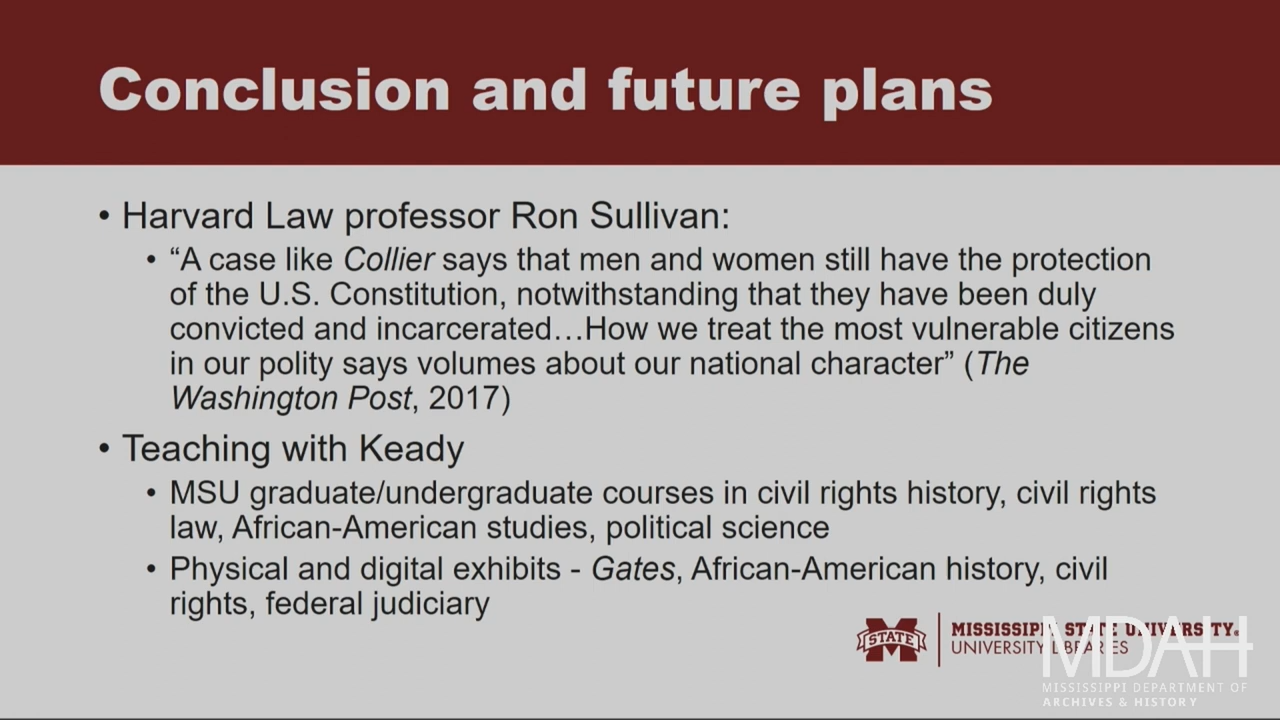 Conclusion and future plans
• Harvard Law professor Ron Sullivan:
• “A case like Collier says that men and women still have the protection
of the U.S. Constitution, notwithstanding that they have been duly
convicted and incarcerated…How we treat the most vulnerable citizens
in our polity says volumes about our national character” (The
Washington Post, 2017)
• Teaching with Keady
• MSU graduate/undergraduate courses in civil rights history, civil rights
law, African-American studies, political science
• Physical and digital exhibits - Gates, African-American history, civil
rights, federal judiciary
STATE
MISSISSIPPI STATE UNIVERSITY®
UNIVERSITY LIBRARIES
MDAH
MISSISSIPPI DEPARTMENT OF
ARCHIVES & HISTORY